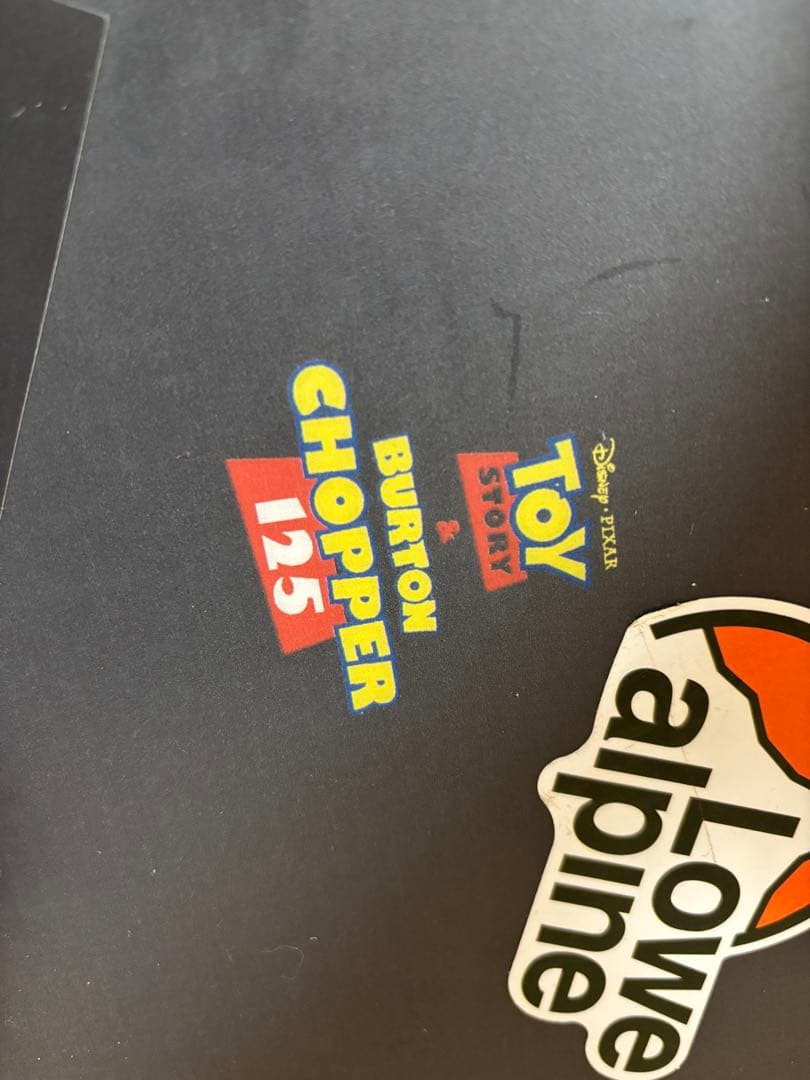 Disney · PIXAR
TOY
STORY
&
BURTON
CHOPPER
125
Lowe
alpine